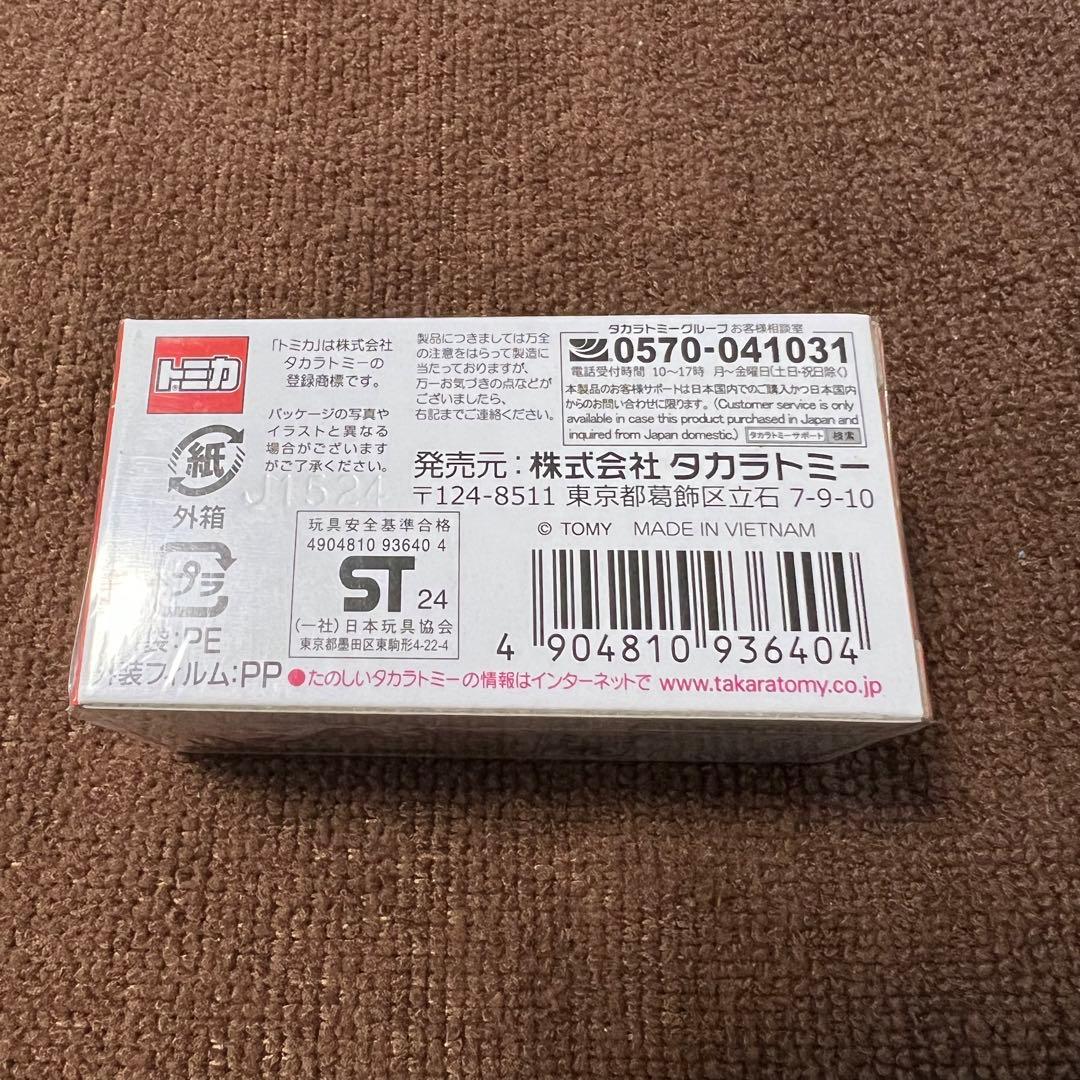 トミカ®
「トミカ」は株式会社
タカラトミーの
登録商標です。
パッケージの写真や
イラストと異なる
場合がございます
がご了承ください。
製品につきましては万全
の注意をはらって製造に
当たっておりますが、
万一お気づきの点などが
ございましたら、
右記までご連絡ください。
タカラトミーグループ お客様相談室
0570-041031
電話受付時間 10〜17時 月〜金曜日(土日・祝日除く)
本製品のお客様サポートは日本国内でのご購入かつ日本国内
からのお問い合わせに限ります。(Customer service is only
available in case this product purchased in Japan and
inquired from Japan domestic.) タカラトミーサポート 検索
発売元:株式会社 タカラトミー
〒124-8511 東京都葛飾区立石 7-9-10
© TOMY MADE IN VIETNAM
紙
外箱
プラ
袋:PE
外装フィルム:PP
玩具安全基準合格
4904810 93640 4
ST 24
(一社)日本玩具協会
東京都墨田区東駒形4-22-4
4 904810 936404
●たのしいタカラトミーの情報はインターネットで www.takaratomy.co.jp